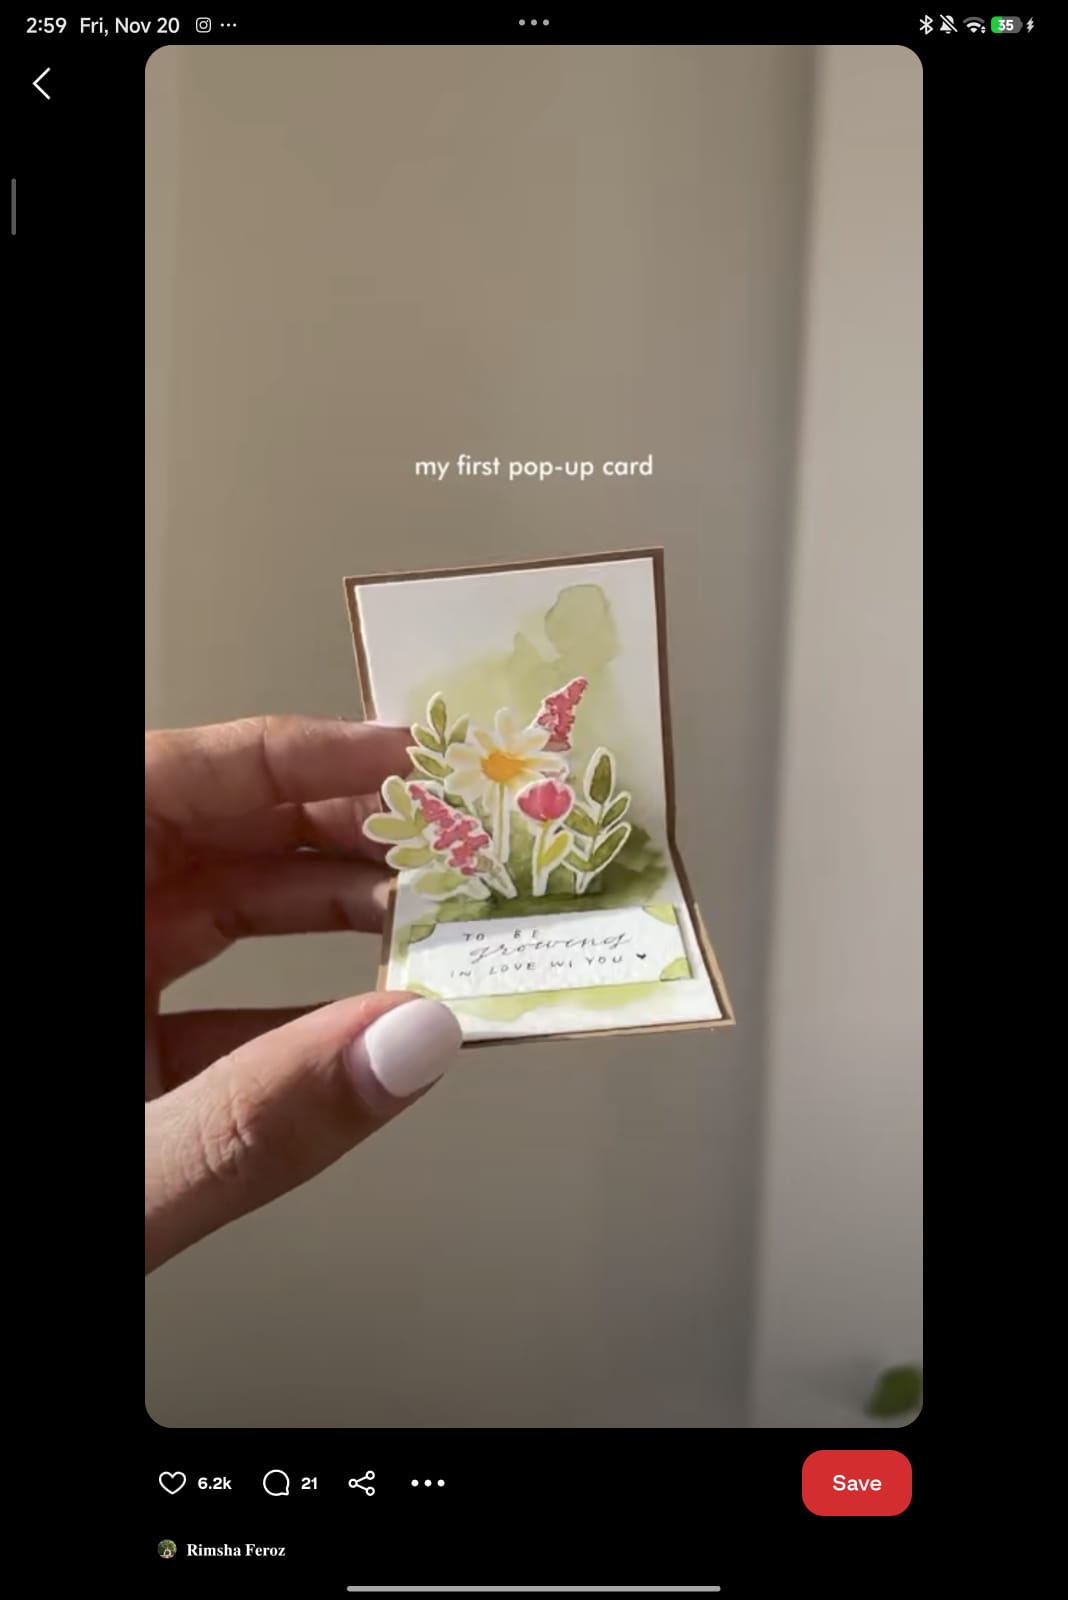 2:59 Fri, Nov 20
35
my first pop-up card
TO BE
growing
IN LOVE WI YOU ♥
6.2k 21 Save
Rimsha Feroz